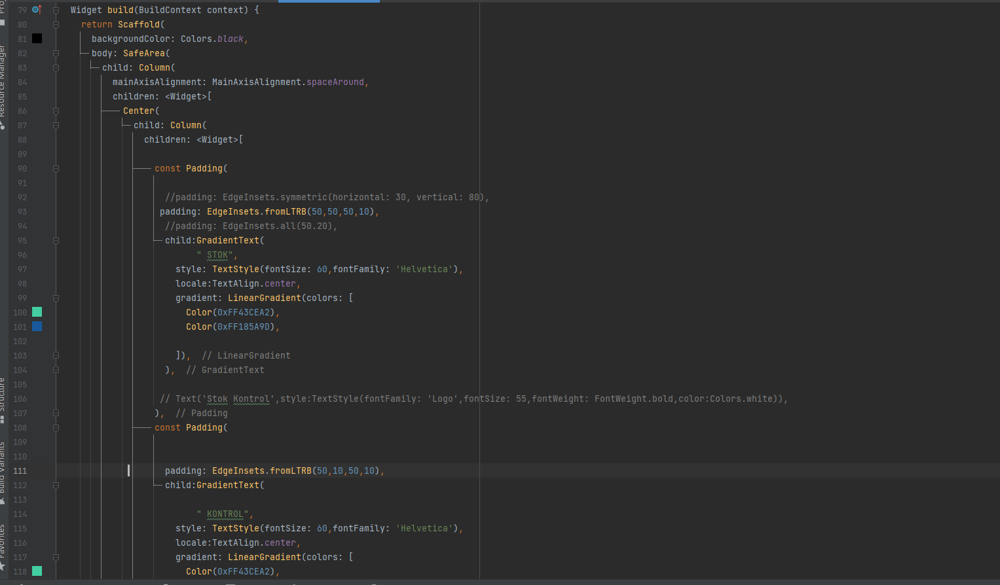 79 Widget build(BuildContext context) {
80 return Scaffold(
81 backgroundColor: Colors.black,
82 body: SafeArea(
83 child: Column(
84 mainAxisAlignment: MainAxisAlignment.spaceAround,
85 children: <Widget>[
86 Center(
87 child: Column(
88 children: <Widget>[
89
90 const Padding(
91
92 //padding: EdgeInsets.symmetric(horizontal: 30, vertical: 80),
93 padding: EdgeInsets.fromLTRB(50,50,50,10),
94 //padding: EdgeInsets.all(50.20),
95 child:GradientText(
96 " STOK",
97 style: TextStyle(fontSize: 60,fontFamily: 'Helvetica'),
98 locale:TextAlign.center,
99 gradient: LinearGradient(colors: [
100 Color(0xFF43CEA2),
101 Color(0xFF185A9D),
102
103 ]), // LinearGradient
104 ), // GradientText
105
106 // Text('Stok Kontrol',style:TextStyle(fontFamily: 'Logo',fontSize: 55,fontWeight: FontWeight.bold,color:Colors.white)),
107 ), // Padding
108 const Padding(
109
110
111 padding: EdgeInsets.fromLTRB(50,10,50,10),
112 child:GradientText(
113
114 " KONTROL",
115 style: TextStyle(fontSize: 60,fontFamily: 'Helvetica'),
116 locale:TextAlign.center,
117 gradient: LinearGradient(colors: [
118 Color(0xFF43CEA2),
Resource Manager
Structure
Build Variants
Favorites